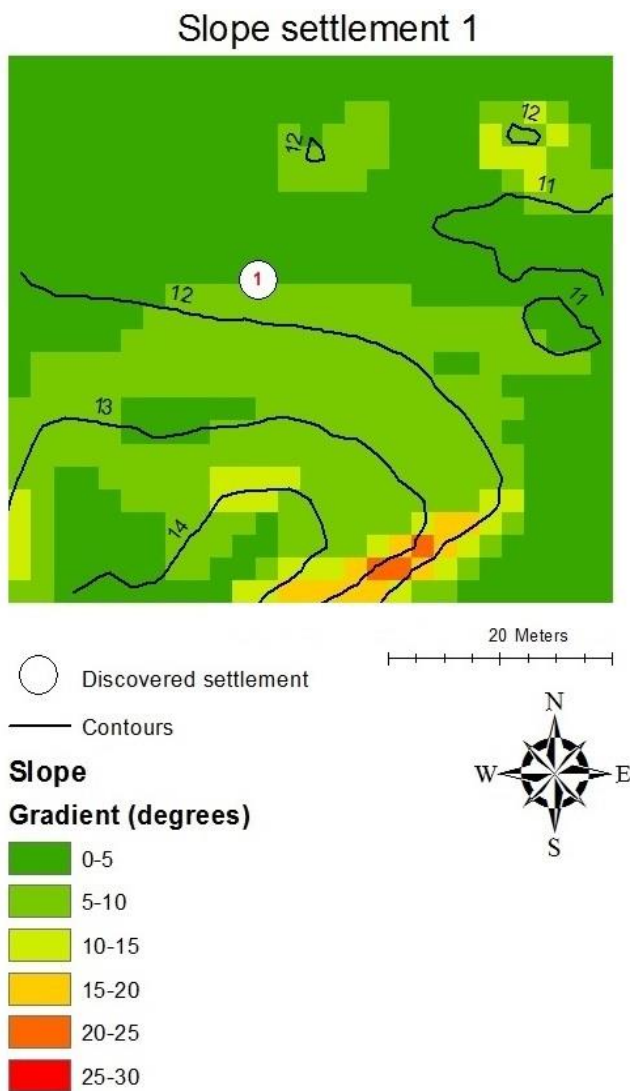 Slope settlement 1
12
12
11
1
12
11
13
14
20 Meters
Discovered settlement
Contours
N
W E
S
Slope
Gradient (degrees)
0-5
5-10
10-15
15-20
20-25
25-30